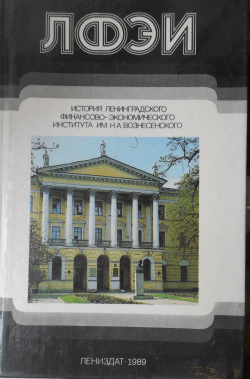 ЛФЭИ
ИСТОРИЯ ЛЕНИНГРАДСКОГО
ФИНАНСОВО-ЭКОНОМИЧЕСКОГО
ИНСТИТУТА ИМ. Н.А. ВОЗНЕСЕНСКОГО
ЛЕНИЗДАТ·1989